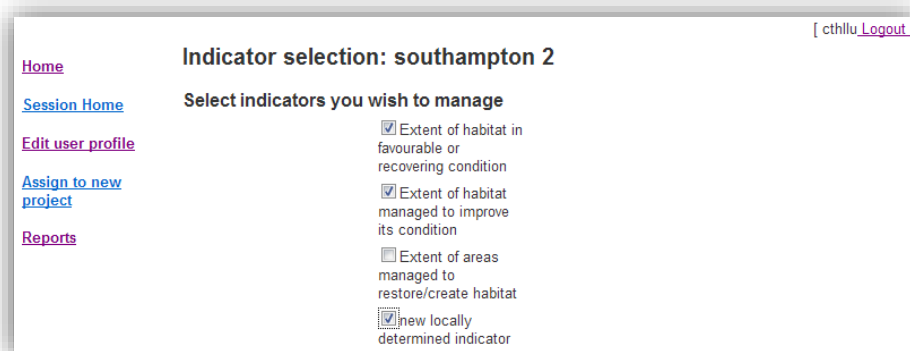 [ cthllu Logout
Home
Session Home
Edit user profile
Assign to new
project
Reports
Indicator selection: southampton 2
Select indicators you wish to manage
Extent of habitat in
favourable or
recovering condition
Extent of habitat
managed to improve
its condition
Extent of areas
managed to
restore/create habitat
new locally
determined indicator